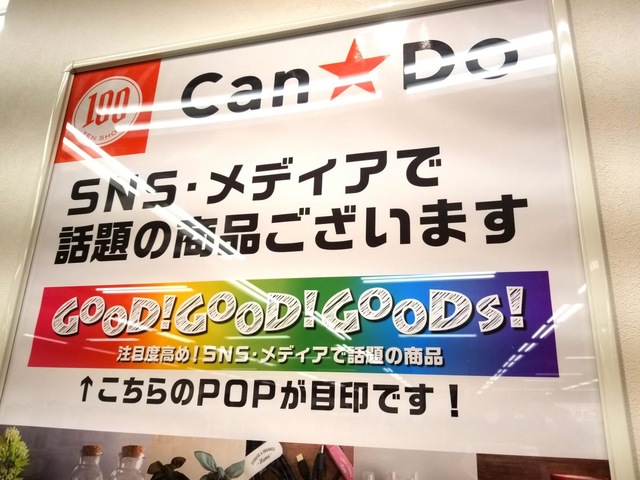 100
YEN SHOP
Can★Do
SNS・メディアで
話題の商品ございます
GOOD!GOOD!GOODS!
注目度高め！SNS・メディアで話題の商品
↑こちらのPOPが目印です！